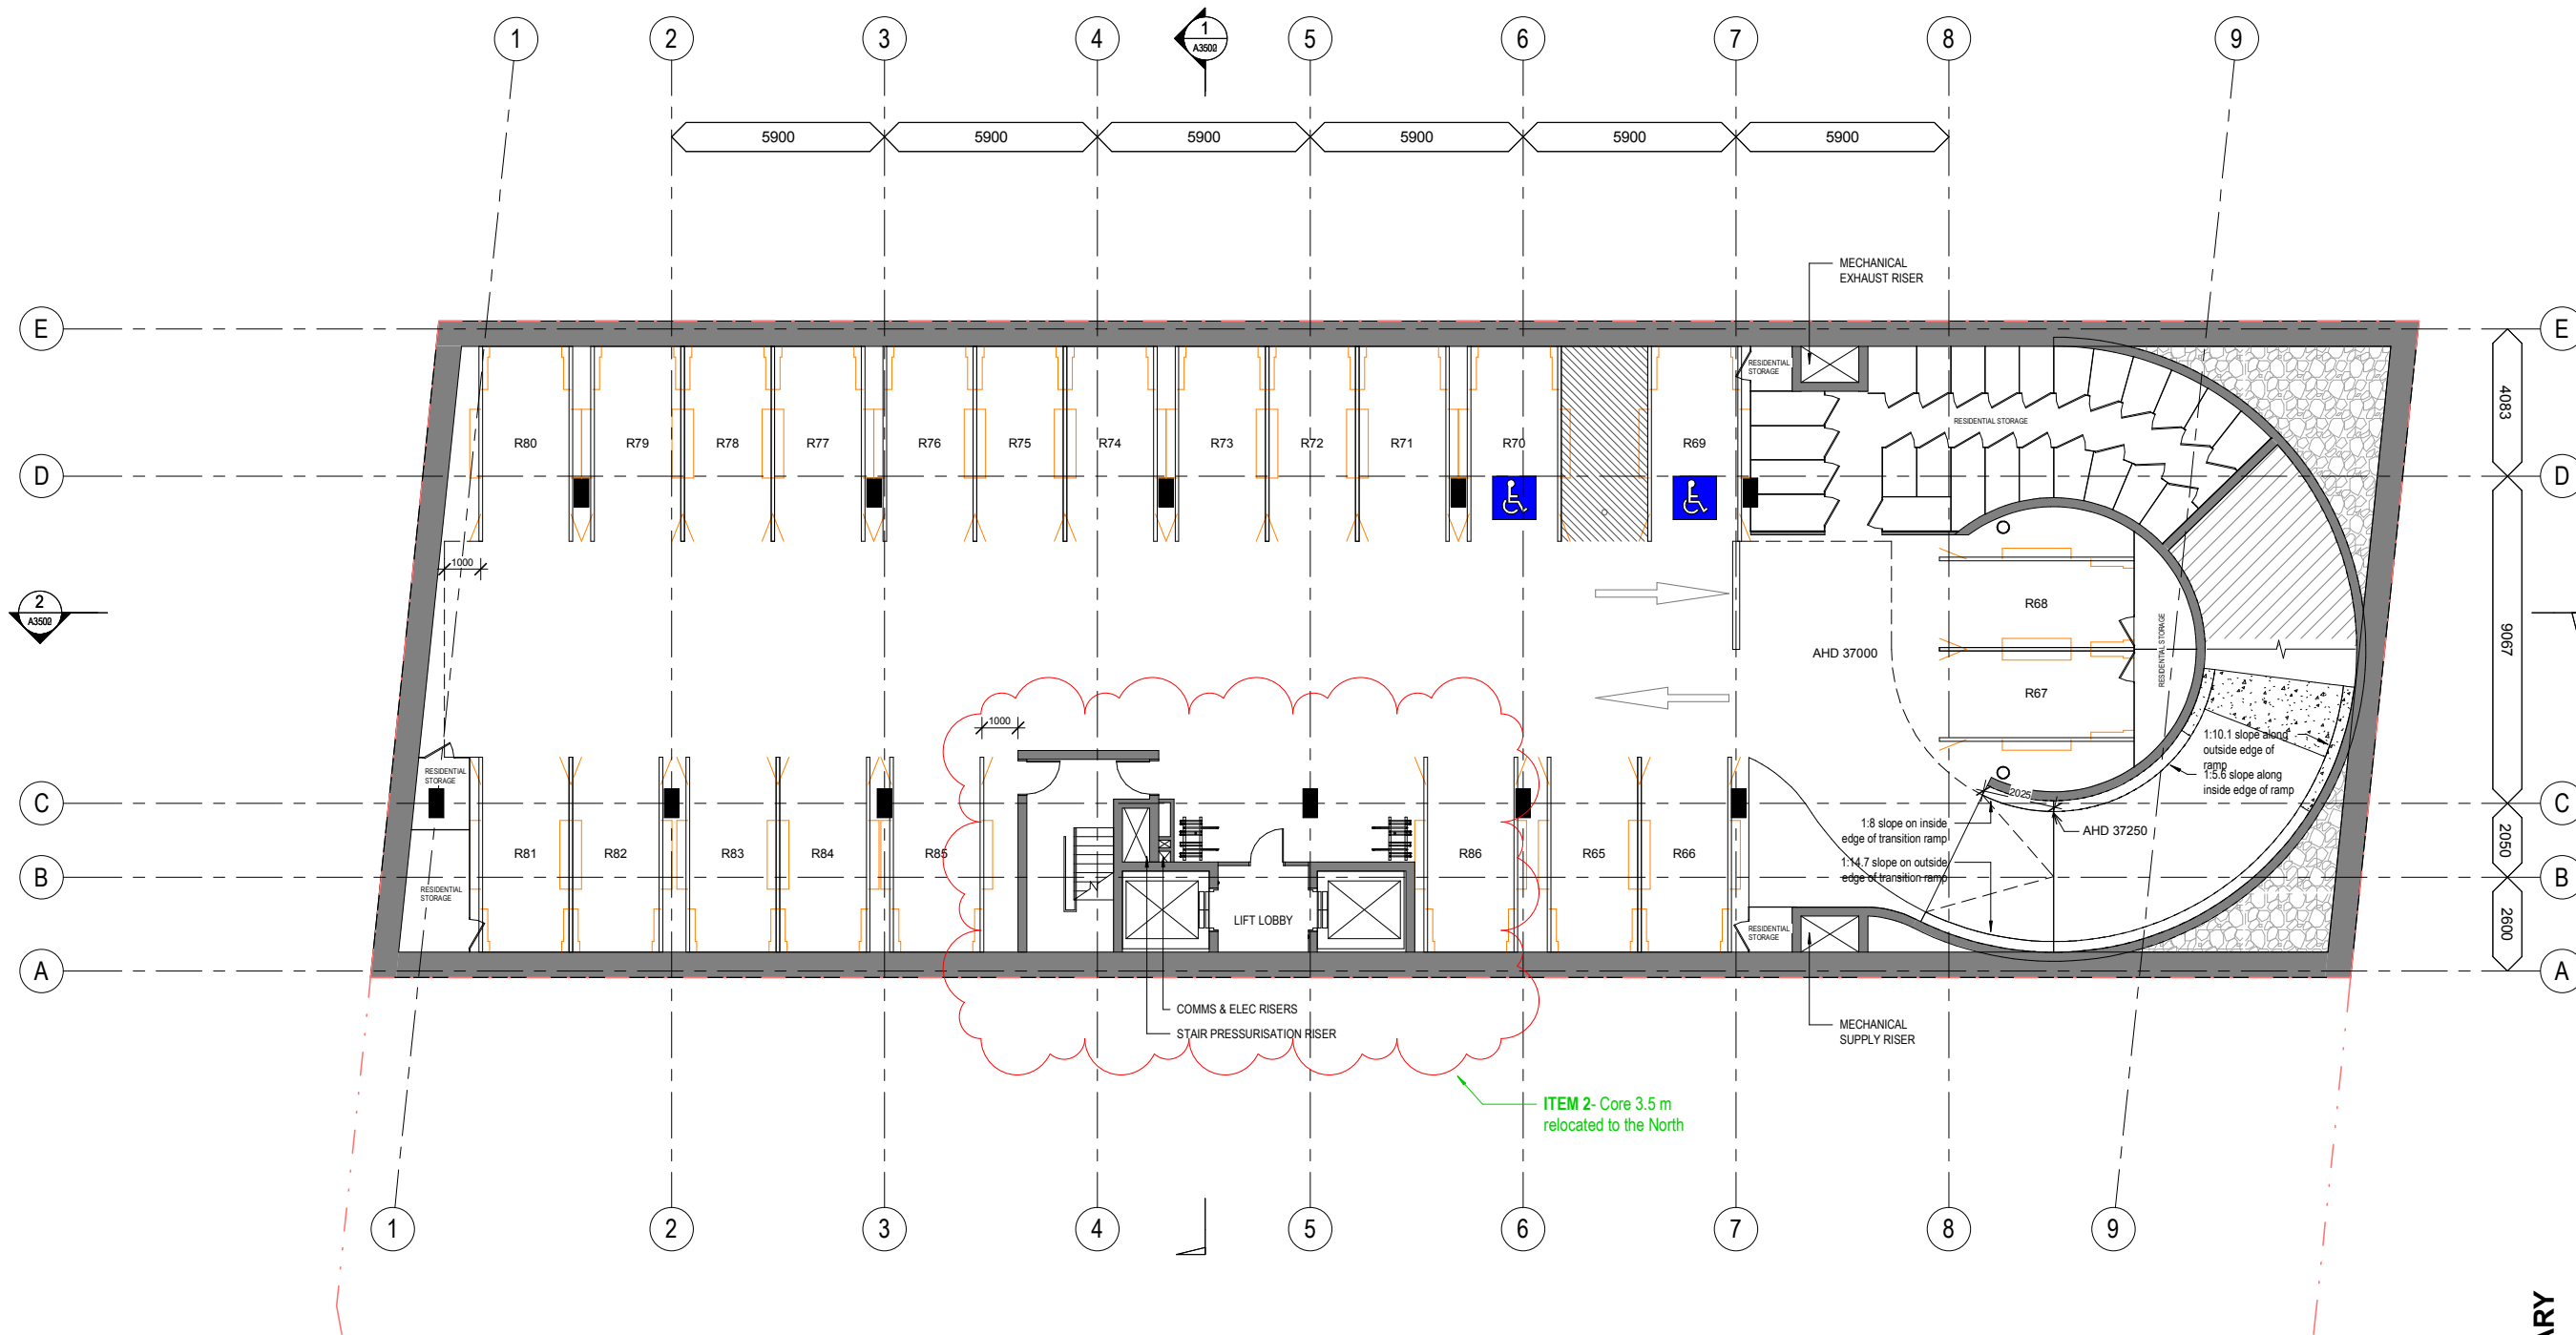 1 2 3 4 5 6 7 8 9
1
A3502
5900 5900 5900 5900 5900 5900
MECHANICAL
EXHAUST RISER
E E
4083
RESIDENTIAL
STORAGE
RESIDENTIAL STORAGE
R80 R79 R78 R77 R76 R75 R74 R73 R72 R71 R70 R69
D D
1000
2
A3502
9067
R68
AHD 37000
RESIDENTIAL STORAGE
R67
1000
1:10.1 slope along
outside edge of
ramp
1:5.6 slope along
inside edge of ramp
RESIDENTIAL
STORAGE
2025
C C
1:8 slope on inside
edge of transition ramp
AHD 37250
2050
R81 R82 R83 R84 R85 R86 R65 R66
1:14.7 slope on outside
edge of transition ramp
B B
RESIDENTIAL
STORAGE
LIFT LOBBY
RESIDENTIAL
STORAGE
2600
A A
COMMS & ELEC RISERS
STAIR PRESSURISATION RISER
MECHANICAL
SUPPLY RISER
ITEM 2- Core 3.5 m
relocated to the North
1 2 3 4 5 6 7 8 9
ARY